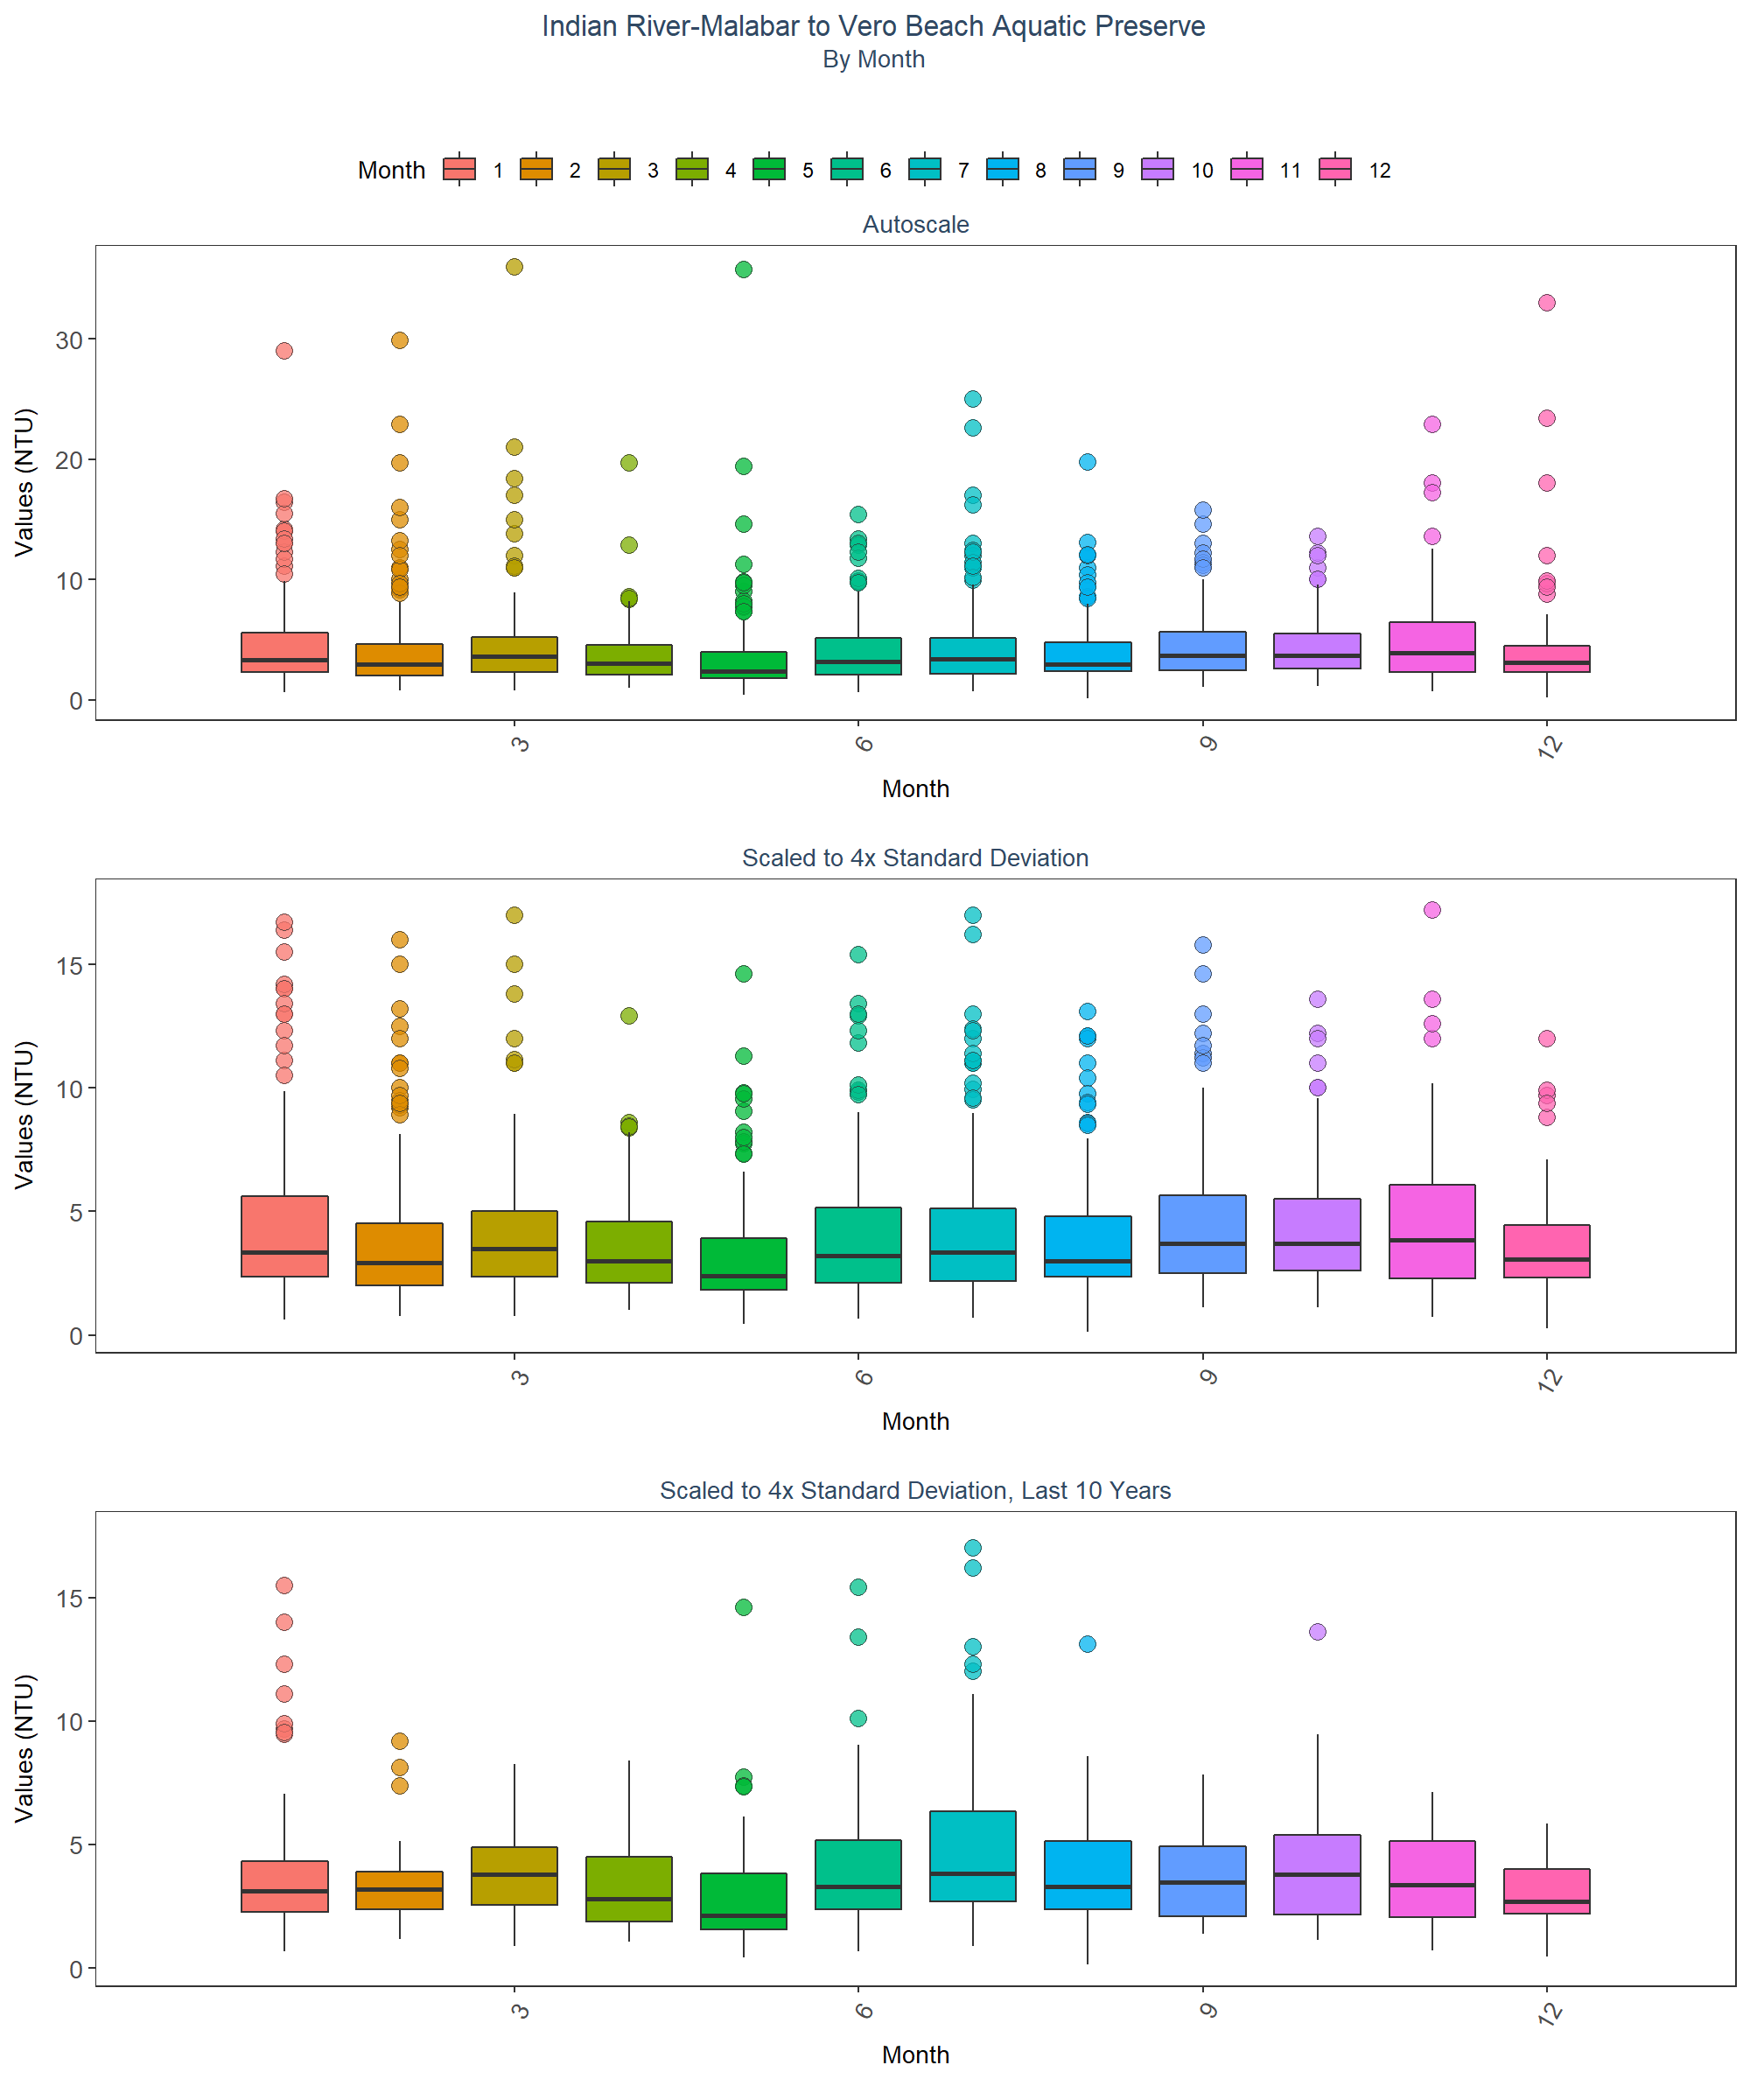 Indian River-Malabar to Vero Beach Aquatic Preserve
By Month
Month 1 2 3 4 5 6 7 8 9 10 11 12
Autoscale
Values (NTU)
30
20
10
0
3 6 9 12
Month
Scaled to 4x Standard Deviation
Values (NTU)
15
10
5
0
3 6 9 12
Month
Scaled to 4x Standard Deviation, Last 10 Years
Values (NTU)
15
10
5
0
3 6 9 12
Month